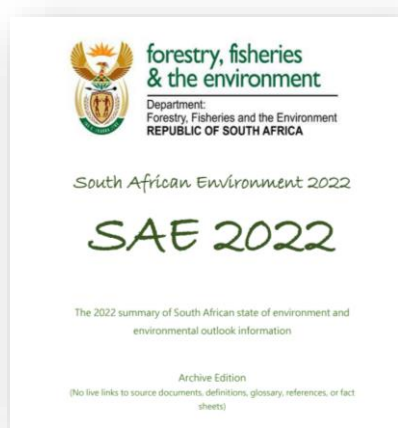 forestry, fisheries
& the environment
Department:
Forestry, Fisheries and the Environment
REPUBLIC OF SOUTH AFRICA
South African Environment 2022
SAE 2022
The 2022 summary of South African state of environment and
environmental outlook information
Archive Edition
(No live links to source documents, definitions, glossary, references, or fact
sheets)